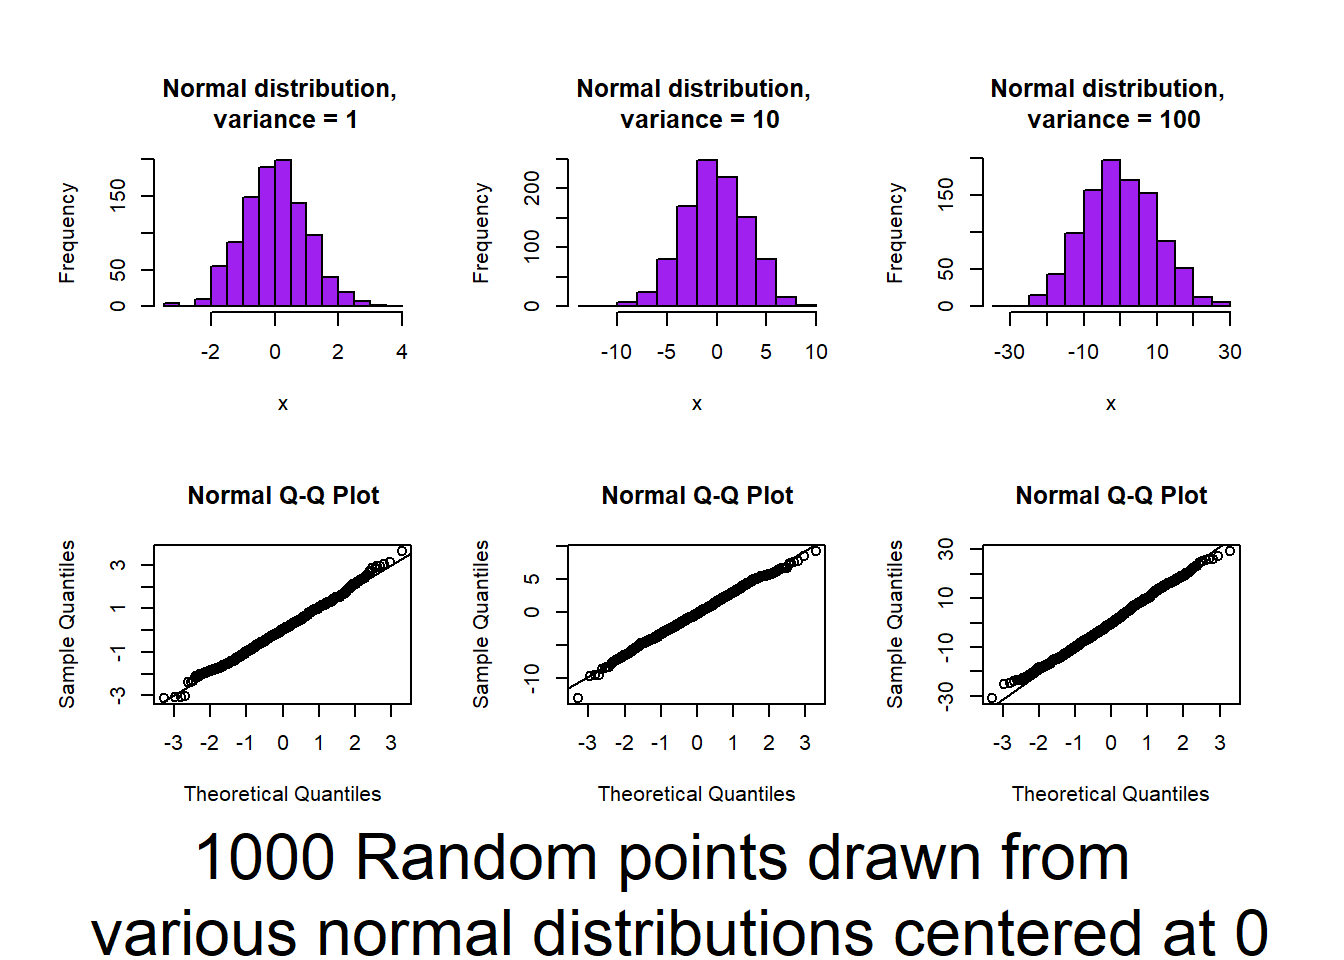 Normal distribution,
variance = 1
Frequency
0
50
150
-2 0 2 4
x
Normal distribution,
variance = 10
Frequency
0
100
200
-10 -5 0 5 10
x
Normal distribution,
variance = 100
Frequency
0
50
150
-30 -10 10 30
x
Normal Q-Q Plot
Sample Quantiles
-3
-1
1
3
-3 -2 -1 0 1 2 3
Theoretical Quantiles
Normal Q-Q Plot
Sample Quantiles
-10
0
5
-3 -2 -1 0 1 2 3
Theoretical Quantiles
Normal Q-Q Plot
Sample Quantiles
-30
-10
10
30
-3 -2 -1 0 1 2 3
Theoretical Quantiles
1000 Random points drawn from
various normal distributions centered at 0